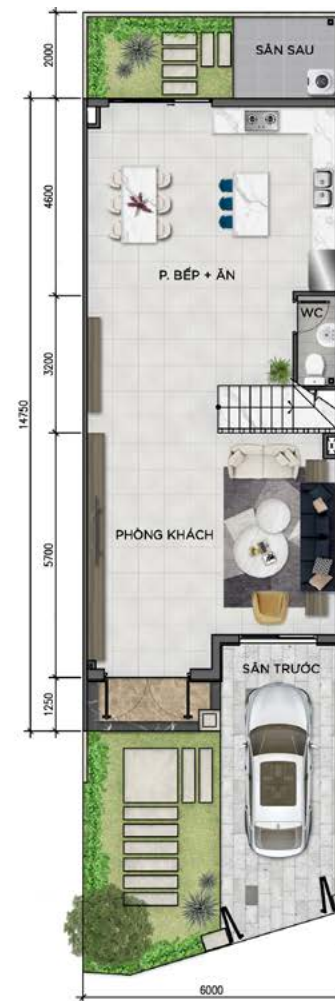 2000
SÂN SAU
4600
P. BẾP + ĂN
WC
3200
14750
PHÒNG KHÁCH
5700
SÂN TRƯỚC
1250
6000